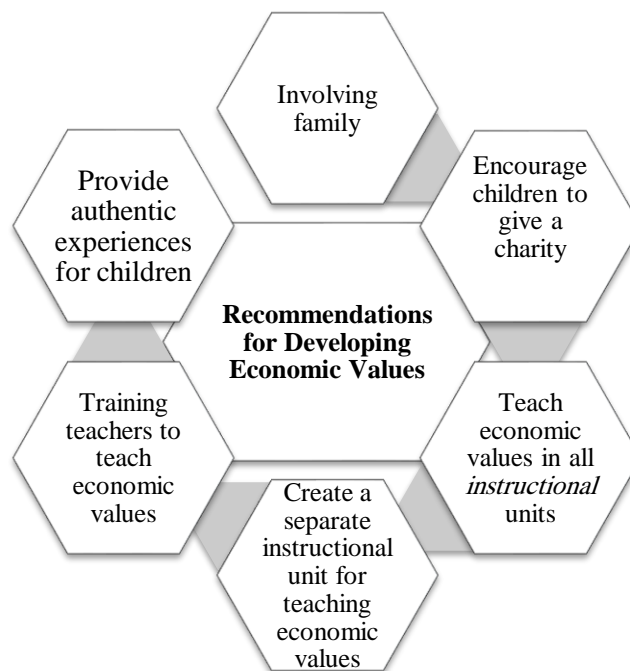 Involving
family
Encourage
children to
give a
charity
Teach
economic
values in all
instructional
units
Create a
separate
instructional
unit for
teaching
economic
values
Training
teachers to
teach
economic
values
Provide
authentic
experiences
for children
Recommendations
for Developing
Economic Values